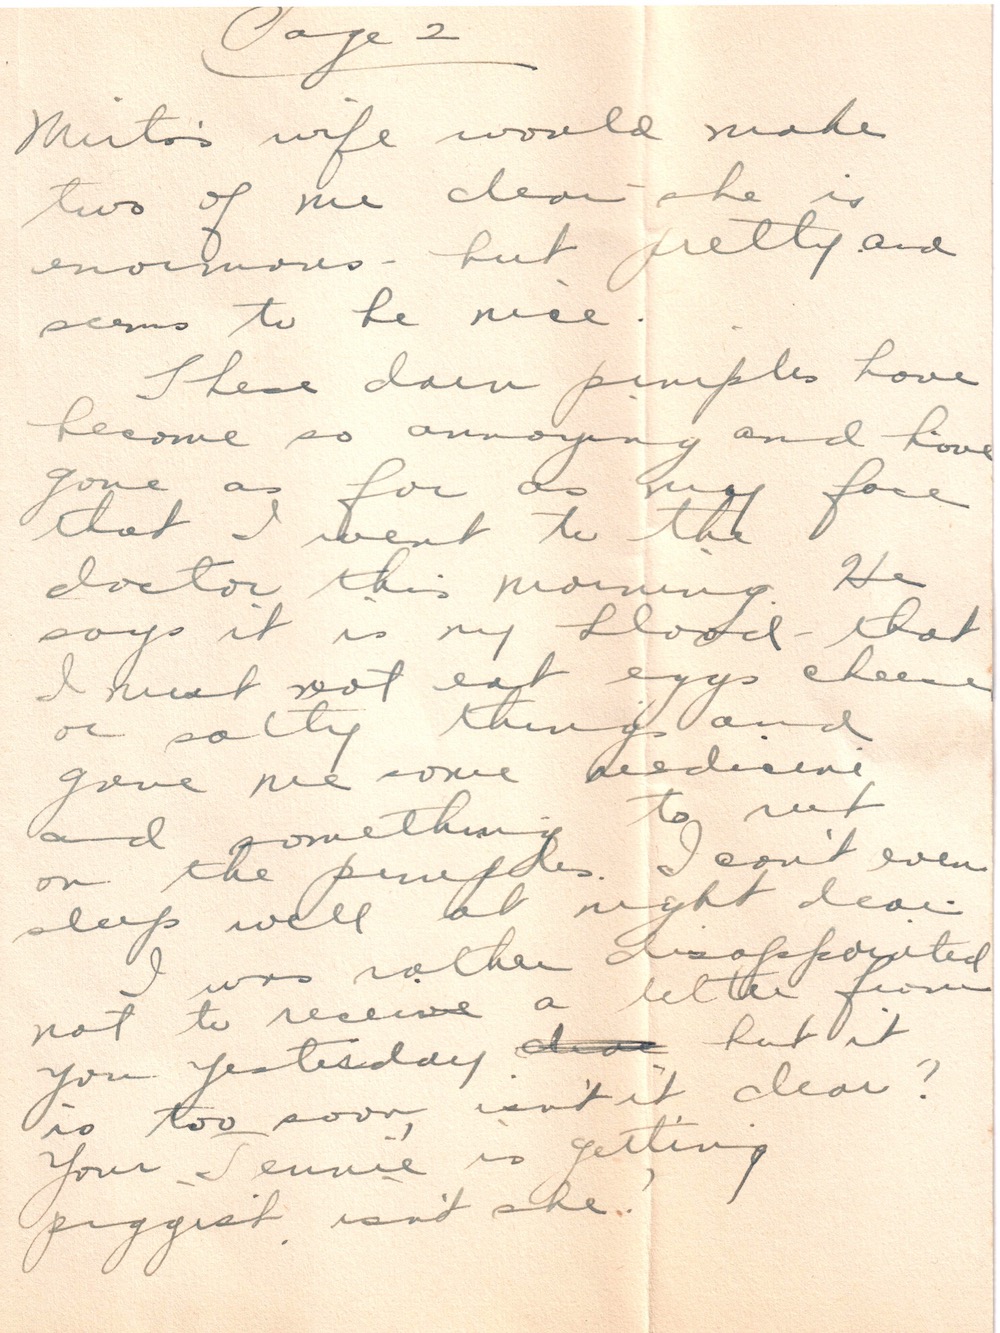 Page 2
Mirto's wife would make
two of me dear - she is
enormous - but pretty and
seems to be nice.
These darn pimples have
become so annoying and have
gone as far as my face
that I went to the
doctor this morning. He
says it is my blood - that
I must not eat eggs cheese
or salty things and
gave me some medicine
and something to rub
on the pimples. I can't even
sleep well at night dear.
I was rather disappointed
not to receive a letter from
you yesterday dear but it
is too soon, isn't it dear?
Your Jennie is getting
piggist, isn't she?